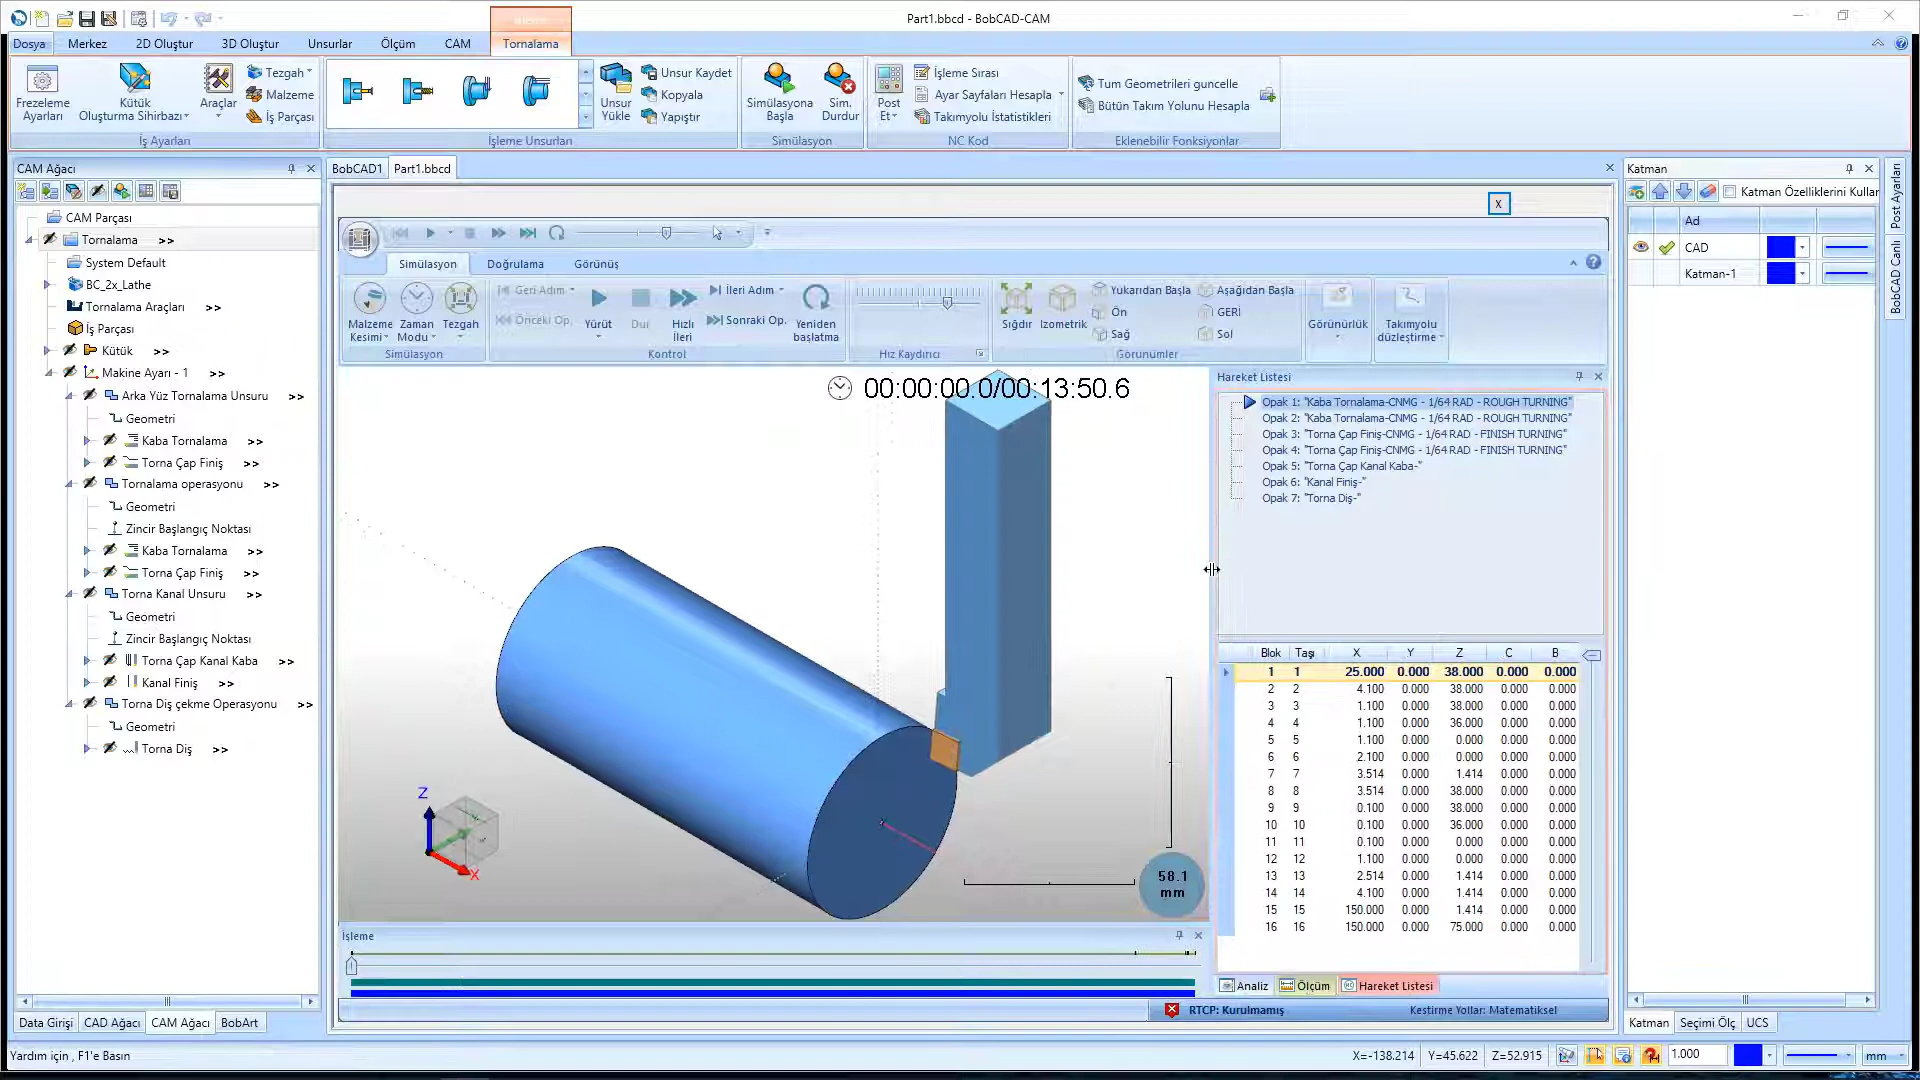 Part1.bbcd - BobCAD-CAM
Dosya Merkez 2D Oluştur 3D Oluştur Unsurlar Ölçüm CAM Tornalama
Frezeleme Ayarları
Kütük Oluşturma Sihirbazı
Araçlar
Tezgah
Malzeme
İş Parçası
İş Ayarları
Unsur Yükle
Unsur Kaydet
Kopyala
Yapıştır
İşleme Unsurları
Simülasyona Başla
Sim. Durdur
Simülasyon
Post Et
İşleme Sırası
Ayar Sayfaları Hesapla
Takımyolu İstatistikleri
NC Kod
Tum Geometrileri guncelle
Bütün Takım Yolunu Hesapla
Eklenebilir Fonksiyonlar
CAM Ağacı
CAM Parçası
Tornalama >>
System Default
BC_2x_Lathe
Tornalama Araçları >>
İş Parçası
Kütük >>
Makine Ayarı - 1 >>
Arka Yüz Tornalama Unsuru >>
Geometri
Kaba Tornalama >>
Torna Çap Finiş >>
Tornalama operasyonu >>
Geometri
Zincir Başlangıç Noktası
Kaba Tornalama >>
Torna Çap Finiş >>
Torna Kanal Unsuru >>
Geometri
Zincir Başlangıç Noktası
Torna Çap Kanal Kaba >>
Kanal Finiş >>
Torna Diş çekme Operasyonu >>
Geometri
Torna Diş >>
Data Girişi CAD Ağacı CAM Ağacı BobArt
BobCAD1 Part1.bbcd
X
Simülasyon Doğrulama Görünüş
Malzeme Kesimi
Zaman Modu
Tezgah
Simülasyon
Geri Adım
Önceki Op.
Yürüt
Dur
Hızlı İleri
İleri Adım
Sonraki Op.
Yeniden başlatma
Kontrol
Hız Kaydırıcı
Sığdır
Izometrik
Yukarıdan Başla
Ön
Sağ
Aşağıdan Başla
GERİ
Sol
Görünümler
Görünürlük
Takımyolu düzleştirme
00:00:00.0/00:13:50.6
Z
X
58.1
mm
Hareket Listesi
Opak 1: "Kaba Tornalama-CNMG - 1/64 RAD - ROUGH TURNING"
Opak 2: "Kaba Tornalama-CNMG - 1/64 RAD - ROUGH TURNING"
Opak 3: "Torna Çap Finiş-CNMG - 1/64 RAD - FINISH TURNING"
Opak 4: "Torna Çap Finiş-CNMG - 1/64 RAD - FINISH TURNING"
Opak 5: "Torna Çap Kanal Kaba-"
Opak 6: "Kanal Finiş-"
Opak 7: "Torna Diş-"
Blok Taşı X Y Z C B
1 1 25.000 0.000 38.000 0.000 0.000
2 2 4.100 0.000 38.000 0.000 0.000
3 3 1.100 0.000 38.000 0.000 0.000
4 4 1.100 0.000 36.000 0.000 0.000
5 5 1.100 0.000 0.000 0.000 0.000
6 6 2.100 0.000 0.000 0.000 0.000
7 7 3.514 0.000 1.414 0.000 0.000
8 8 3.514 0.000 38.000 0.000 0.000
9 9 0.100 0.000 38.000 0.000 0.000
10 10 0.100 0.000 36.000 0.000 0.000
11 11 0.100 0.000 0.000 0.000 0.000
12 12 1.100 0.000 0.000 0.000 0.000
13 13 2.514 0.000 1.414 0.000 0.000
14 14 4.100 0.000 1.414 0.000 0.000
15 15 150.000 0.000 1.414 0.000 0.000
16 16 150.000 0.000 75.000 0.000 0.000
Analiz Ölçüm Hareket Listesi
İşleme
RTCP: Kurulmamış
Kestirme Yollar: Matematiksel
Katman
Katman Özelliklerini Kullar
Ad
CAD
Katman-1
Katman Seçimi Ölç UCS
Post Ayarları
BobCAD Canlı
Yardım için , F1'e Basın
X=-138.214 Y=45.622 Z=52.915
1.000
mm